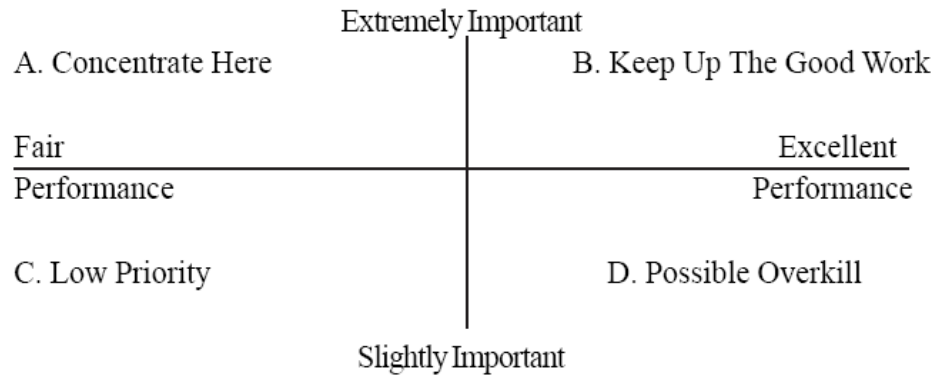 Extremely Important
A. Concentrate Here
B. Keep Up The Good Work
Fair
Excellent
Performance
Performance
C. Low Priority
D. Possible Overkill
Slightly Important